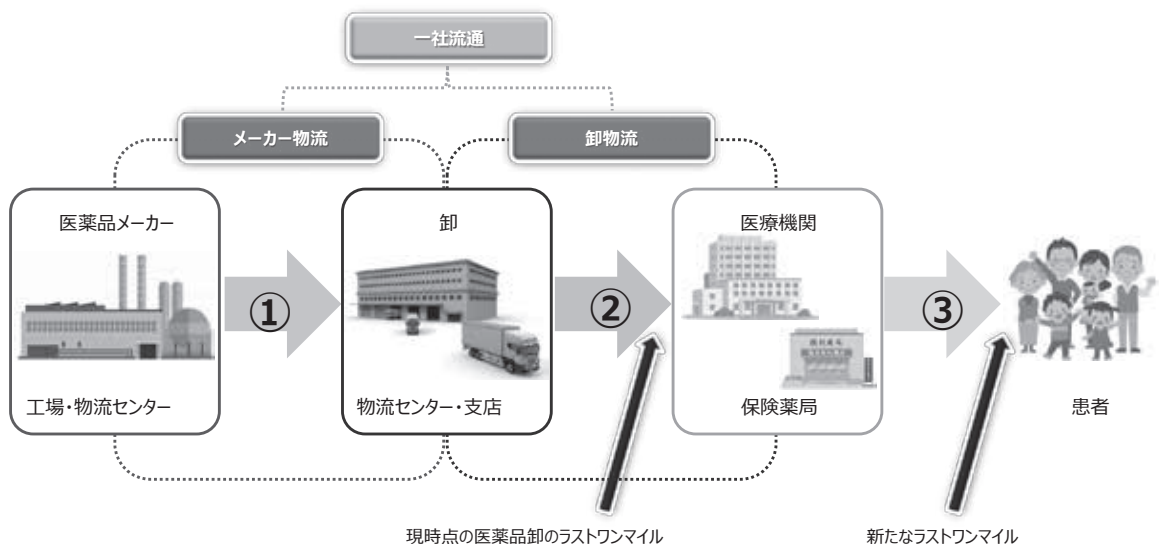 一社流通
メーカー物流
卸物流
医薬品メーカー
卸
医療機関
①
②
③
工場・物流センター
物流センター・支店
保険薬局
患者
現時点の医薬品卸のラストワンマイル
新たなラストワンマイル